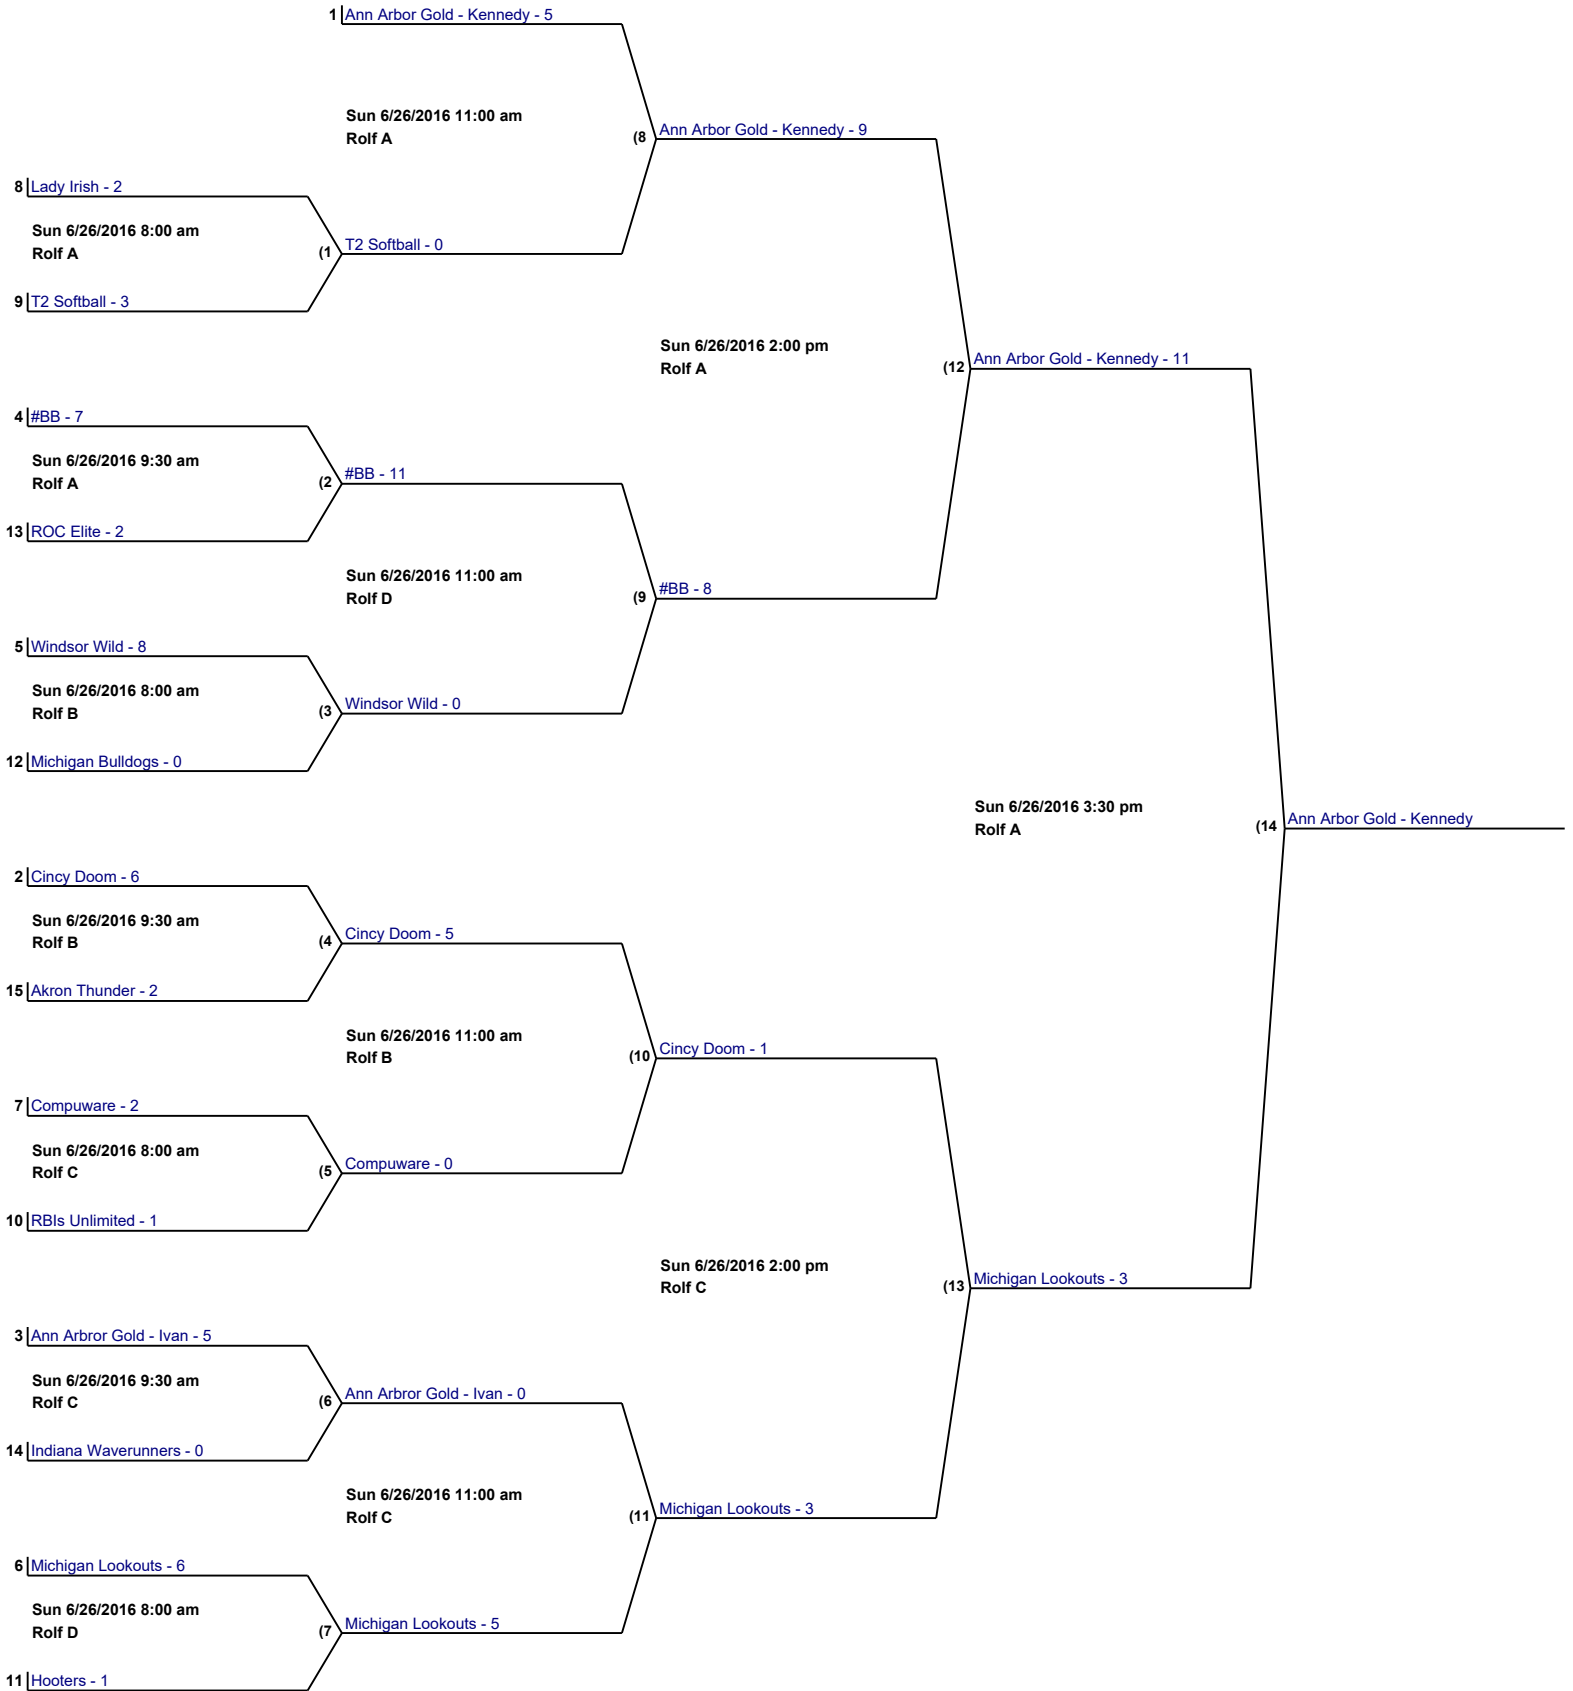 1 Ann Arbor Gold - Kennedy - 5
Sun 6/26/2016 11:00 am
Rolf A
(8 Ann Arbor Gold - Kennedy - 9
8 Lady Irish - 2
Sun 6/26/2016 8:00 am
Rolf A
(1 T2 Softball - 0
9 T2 Softball - 3
Sun 6/26/2016 2:00 pm
Rolf A
(12 Ann Arbor Gold - Kennedy - 11
4 #BB - 7
Sun 6/26/2016 9:30 am
Rolf A
(2 #BB - 11
13 ROC Elite - 2
Sun 6/26/2016 11:00 am
Rolf D
(9 #BB - 8
5 Windsor Wild - 8
Sun 6/26/2016 8:00 am
Rolf B
(3 Windsor Wild - 0
12 Michigan Bulldogs - 0
Sun 6/26/2016 3:30 pm
Rolf A
(14 Ann Arbor Gold - Kennedy
2 Cincy Doom - 6
Sun 6/26/2016 9:30 am
Rolf B
(4 Cincy Doom - 5
15 Akron Thunder - 2
Sun 6/26/2016 11:00 am
Rolf B
(10 Cincy Doom - 1
7 Compuware - 2
Sun 6/26/2016 8:00 am
Rolf C
(5 Compuware - 0
10 RBIs Unlimited - 1
Sun 6/26/2016 2:00 pm
Rolf C
(13 Michigan Lookouts - 3
3 Ann Arbror Gold - Ivan - 5
Sun 6/26/2016 9:30 am
Rolf C
(6 Ann Arbror Gold - Ivan - 0
14 Indiana Waverunners - 0
Sun 6/26/2016 11:00 am
Rolf C
(11 Michigan Lookouts - 3
6 Michigan Lookouts - 6
Sun 6/26/2016 8:00 am
Rolf D
(7 Michigan Lookouts - 5
11 Hooters - 1